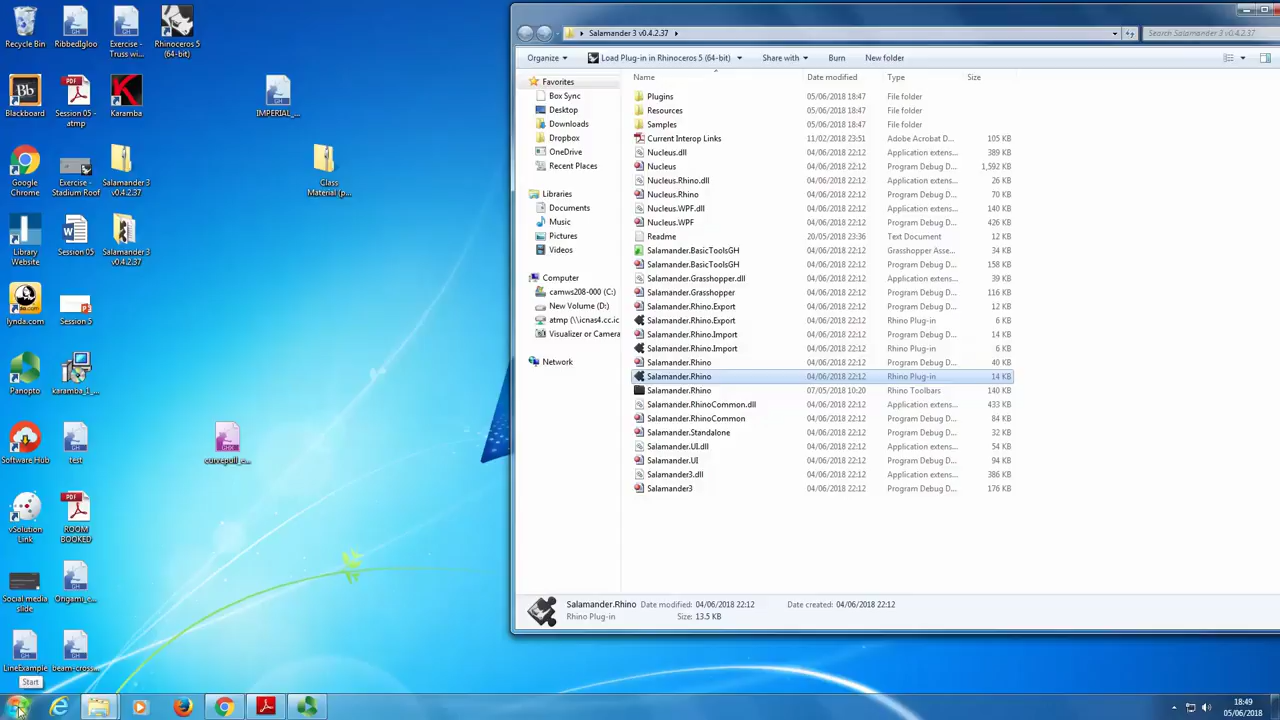 Recycle Bin
RibbedIgloo
Exercise - Truss wi...
Rhinoceros 5 (64-bit)
Blackboard
Session 05 - atmp
Karamba
IMPERIAL_...
Google Chrome
Exercise - Stadium Roof
Salamander 3 v0.4.2.37
Class Material (p...
Library Website
Session 05
Salamander 3 v0.4.2.37
lynda.com
Session 5
Panopto
karamba_1_...
Software Hub
test
curvepull_e...
vSolution Link
ROOM BOOKED
Social media slide
Origami_e...
LineExample
beam-cross...
Start
Salamander 3 v0.4.2.37
Search Salamander 3 v0.4.2.37
Organize Load Plug-in in Rhinoceros 5 (64-bit) Share with Burn New folder
Name Date modified Type Size
Favorites
Box Sync
Desktop
Downloads
Dropbox
OneDrive
Recent Places
Libraries
Documents
Music
Pictures
Videos
Computer
camws208-000 (C:)
New Volume (D:)
atmp (\\icnas4.cc.ic
Visualizer or Camera
Network
Plugins 05/06/2018 18:47 File folder
Resources 05/06/2018 18:47 File folder
Samples 05/06/2018 18:47 File folder
Current Interop Links 11/02/2018 23:51 Adobe Acrobat D... 105 KB
Nucleus.dll 04/06/2018 22:12 Application extens... 389 KB
Nucleus 04/06/2018 22:12 Program Debug D... 1,592 KB
Nucleus.Rhino.dll 04/06/2018 22:12 Application extens... 26 KB
Nucleus.Rhino 04/06/2018 22:12 Program Debug D... 70 KB
Nucleus.WPF.dll 04/06/2018 22:12 Application extens... 140 KB
Nucleus.WPF 04/06/2018 22:12 Program Debug D... 426 KB
Readme 20/05/2018 23:36 Text Document 12 KB
Salamander.BasicToolsGH 04/06/2018 22:12 Grasshopper Asse... 34 KB
Salamander.BasicToolsGH 04/06/2018 22:12 Program Debug D... 158 KB
Salamander.Grasshopper.dll 04/06/2018 22:12 Application extens... 39 KB
Salamander.Grasshopper 04/06/2018 22:12 Program Debug D... 116 KB
Salamander.Rhino.Export 04/06/2018 22:12 Program Debug D... 14 KB
Salamander.Rhino.Export 04/06/2018 22:12 Rhino Plug-in 6 KB
Salamander.Rhino.Import 04/06/2018 22:12 Program Debug D... 14 KB
Salamander.Rhino.Import 04/06/2018 22:12 Rhino Plug-in 6 KB
Salamander.Rhino 04/06/2018 22:12 Program Debug D... 40 KB
Salamander.Rhino 04/06/2018 22:12 Rhino Plug-in 14 KB
Salamander.Rhino 07/05/2018 10:20 Rhino Toolbars 140 KB
Salamander.RhinoCommon.dll 04/06/2018 22:12 Application extens... 433 KB
Salamander.RhinoCommon 04/06/2018 22:12 Program Debug D... 84 KB
Salamander.Standalone 04/06/2018 22:12 Program Debug D... 32 KB
Salamander.UI.dll 04/06/2018 22:12 Application extens... 54 KB
Salamander.UI 04/06/2018 22:12 Program Debug D... 94 KB
Salamander3.dll 04/06/2018 22:12 Application extens... 386 KB
Salamander3 04/06/2018 22:12 Program Debug D... 176 KB
Salamander.Rhino Date modified: 04/06/2018 22:12 Date created: 04/06/2018 22:12
Rhino Plug-in Size: 13.5 KB
18:49
05/06/2018